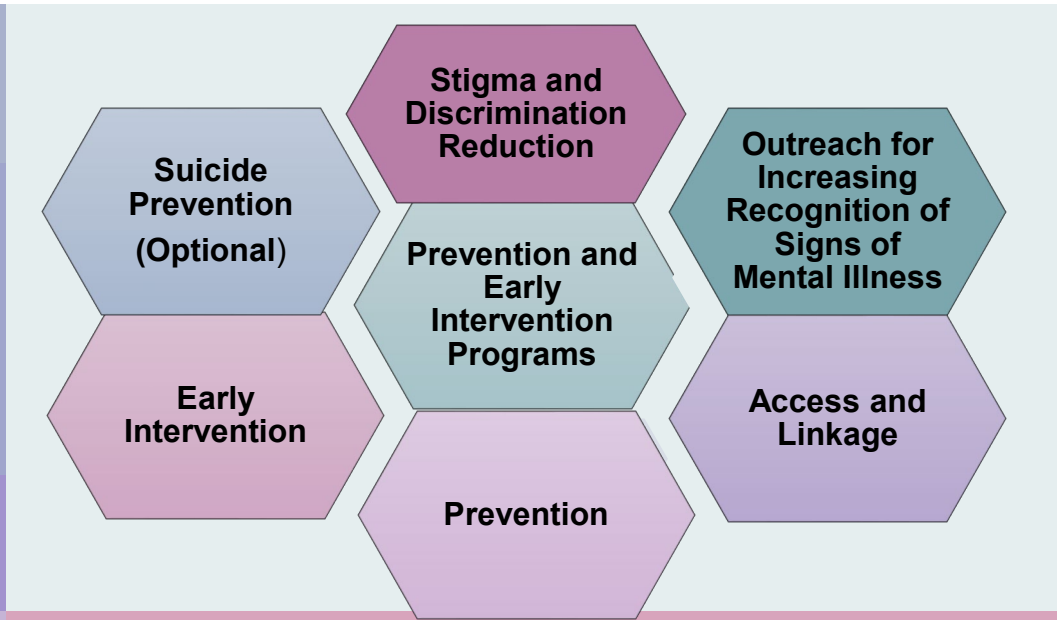 Stigma and
Discrimination
Reduction
Suicide
Prevention
(Optional)
Outreach for
Increasing
Recognition of
Signs of
Mental Illness
Prevention and
Early
Intervention
Programs
Early
Intervention
Access and
Linkage
Prevention